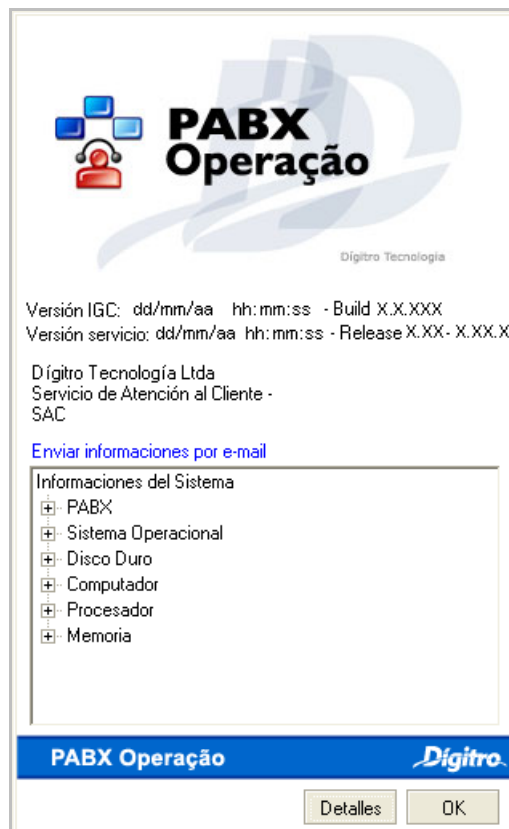 PABX
Operação
Dígitro Tecnologia
Versión IGC: dd/mm/aa hh:mm:ss - Build X.X.XXX
Versión servicio: dd/mm/aa hh:mm:ss - Release X.XX- X.XX.X
Dígitro Tecnología Ltda
Servicio de Atención al Cliente -
SAC
Enviar informaciones por e-mail
Informaciones del Sistema
PABX
Sistema Operacional
Disco Duro
Computador
Procesador
Memoria
PABX Operação Dígitro
Detalles OK